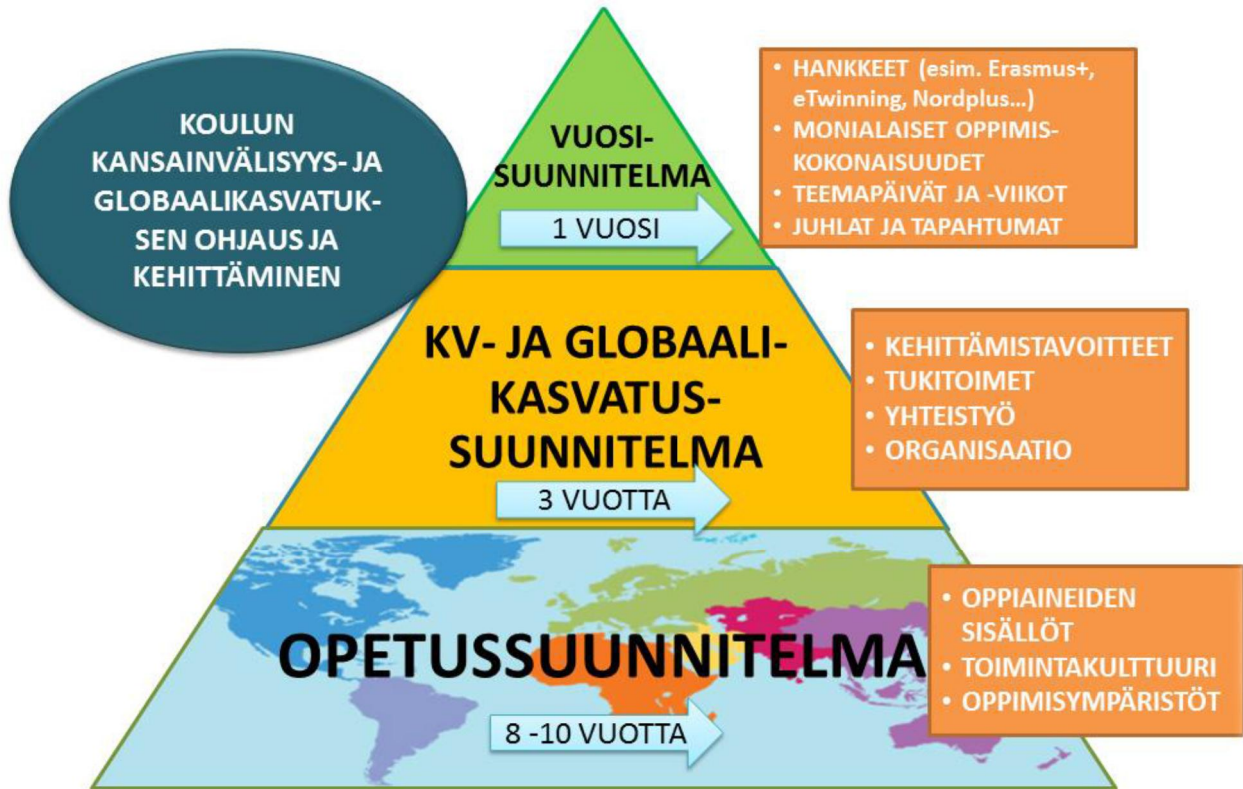 KOULUN
KANSAINVÄLISYYS- JA
GLOBAALIKASVATUK-
SEN OHJAUS JA
KEHITTÄMINEN
VUOSI-
SUUNNITELMA
1 VUOSI
• HANKKEET (esim. Erasmus+,
eTwinning, Nordplus...)
• MONIALAISET OPPIMIS-
KOKONAISUUDET
• TEEMAPÄIVÄT JA -VIIKOT
• JUHLAT JA TAPAHTUMAT
KV- JA GLOBAALI-
KASVATUS-
SUUNNITELMA
3 VUOTTA
• KEHITTÄMISTAVOITTEET
• TUKITOIMET
• YHTEISTYÖ
• ORGANISAATIO
OPETUSSUUNNITELMA
8 -10 VUOTTA
• OPPIAINEIDEN
SISÄLLÖT
• TOIMINTAKULTTUURI
• OPPIMISYMPÄRISTÖT